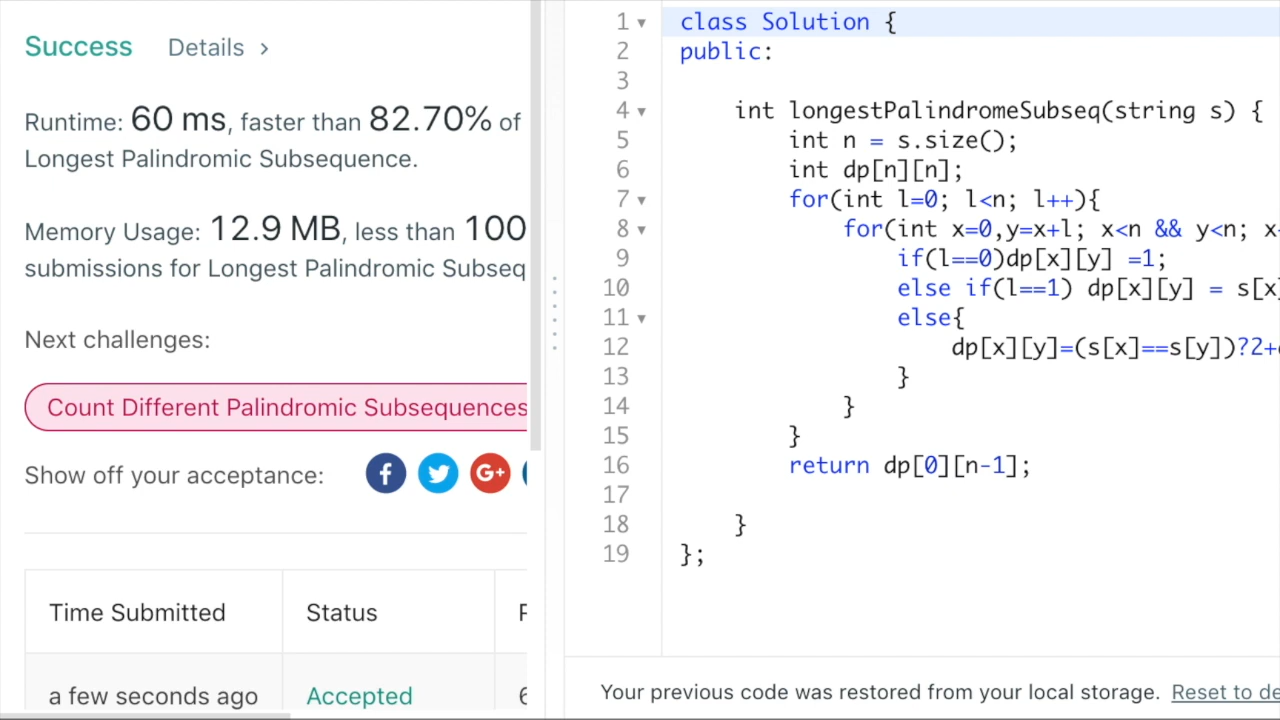 Success Details >
Runtime: 60 ms, faster than 82.70% of
Longest Palindromic Subsequence.
Memory Usage: 12.9 MB, less than 100
submissions for Longest Palindromic Subseq
Next challenges:
Count Different Palindromic Subsequences
Show off your acceptance: f G+
Time Submitted Status
a few seconds ago Accepted 6
1 class Solution {
2 public:
3
4 int longestPalindromeSubseq(string s) {
5 int n = s.size();
6 int dp[n][n];
7 for(int l=0; l<n; l++){
8 for(int x=0,y=x+l; x<n && y<n; x
9 if(l==0)dp[x][y] =1;
10 else if(l==1) dp[x][y] = s[x]
11 else{
12 dp[x][y]=(s[x]==s[y])?2+
13 }
14 }
15 }
16 return dp[0][n-1];
17
18 }
19 };
Your previous code was restored from your local storage. Reset to de